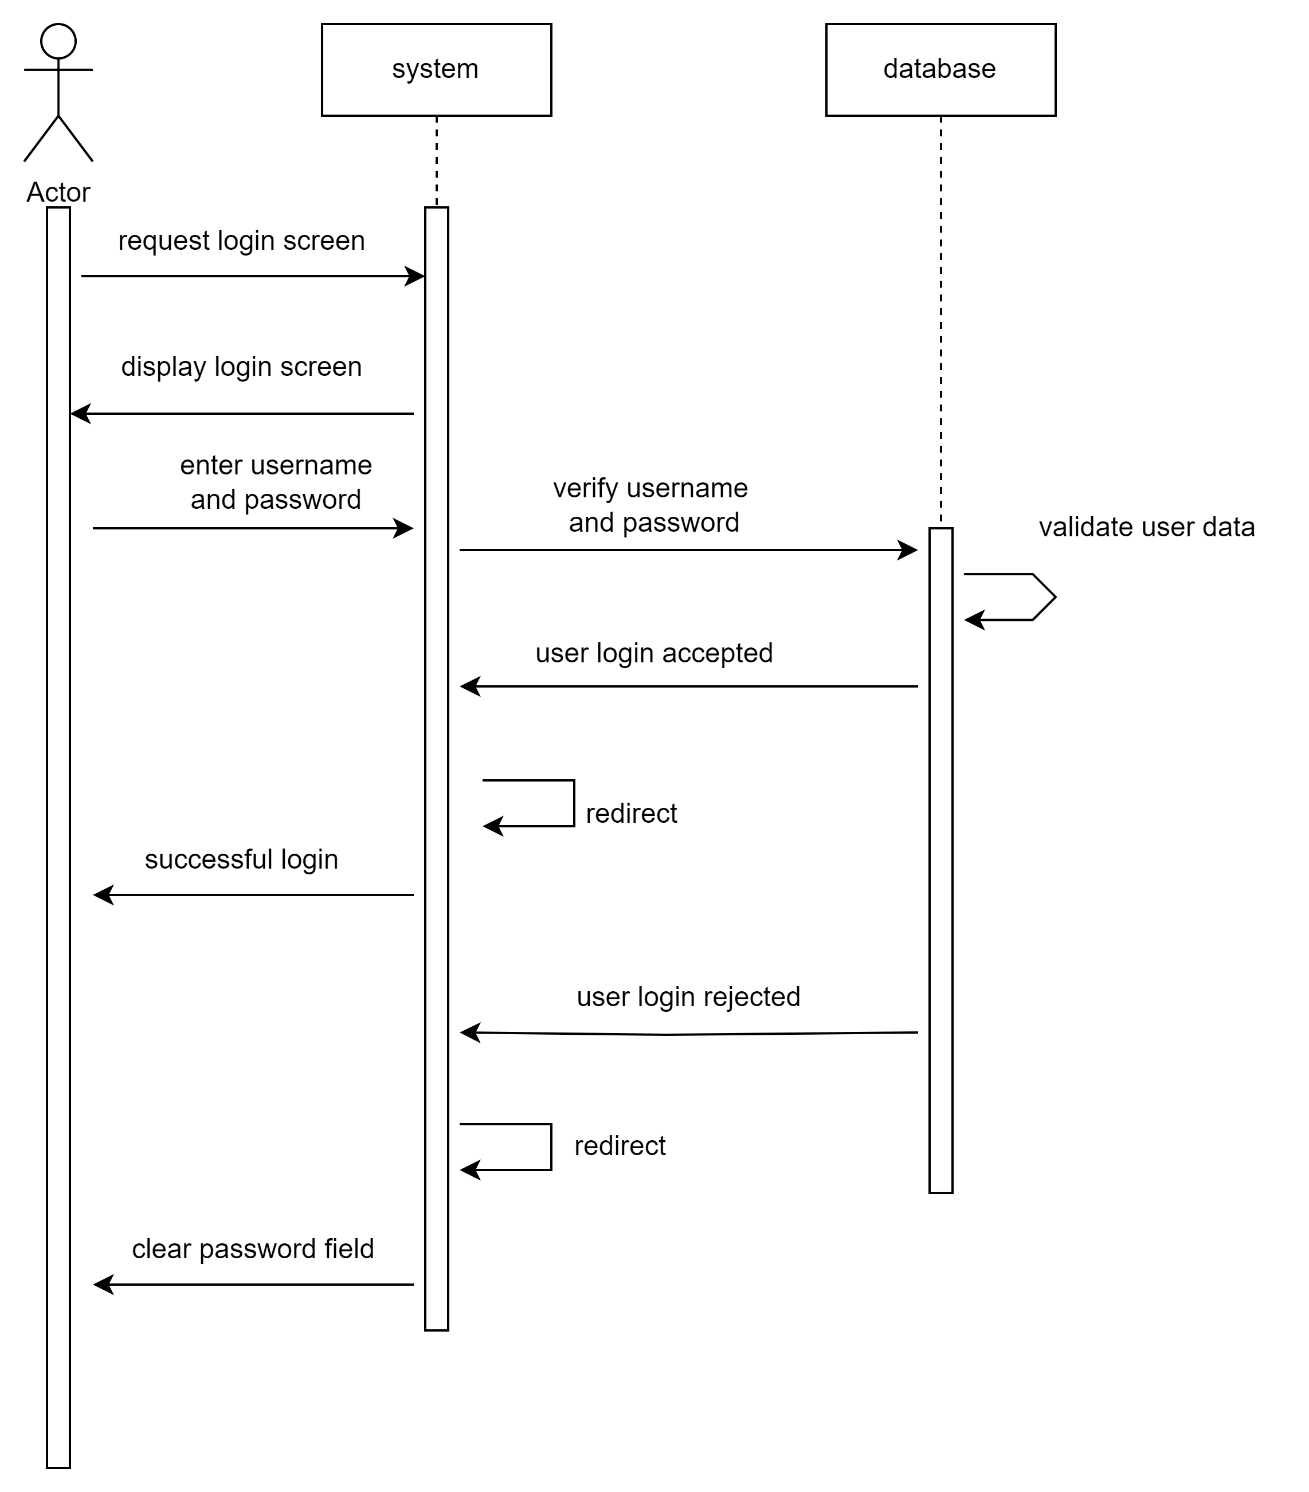 system
database
Actor
request login screen
display login screen
enter username
and password
verify username
and password
validate user data
user login accepted
redirect
successful login
user login rejected
redirect
clear password field